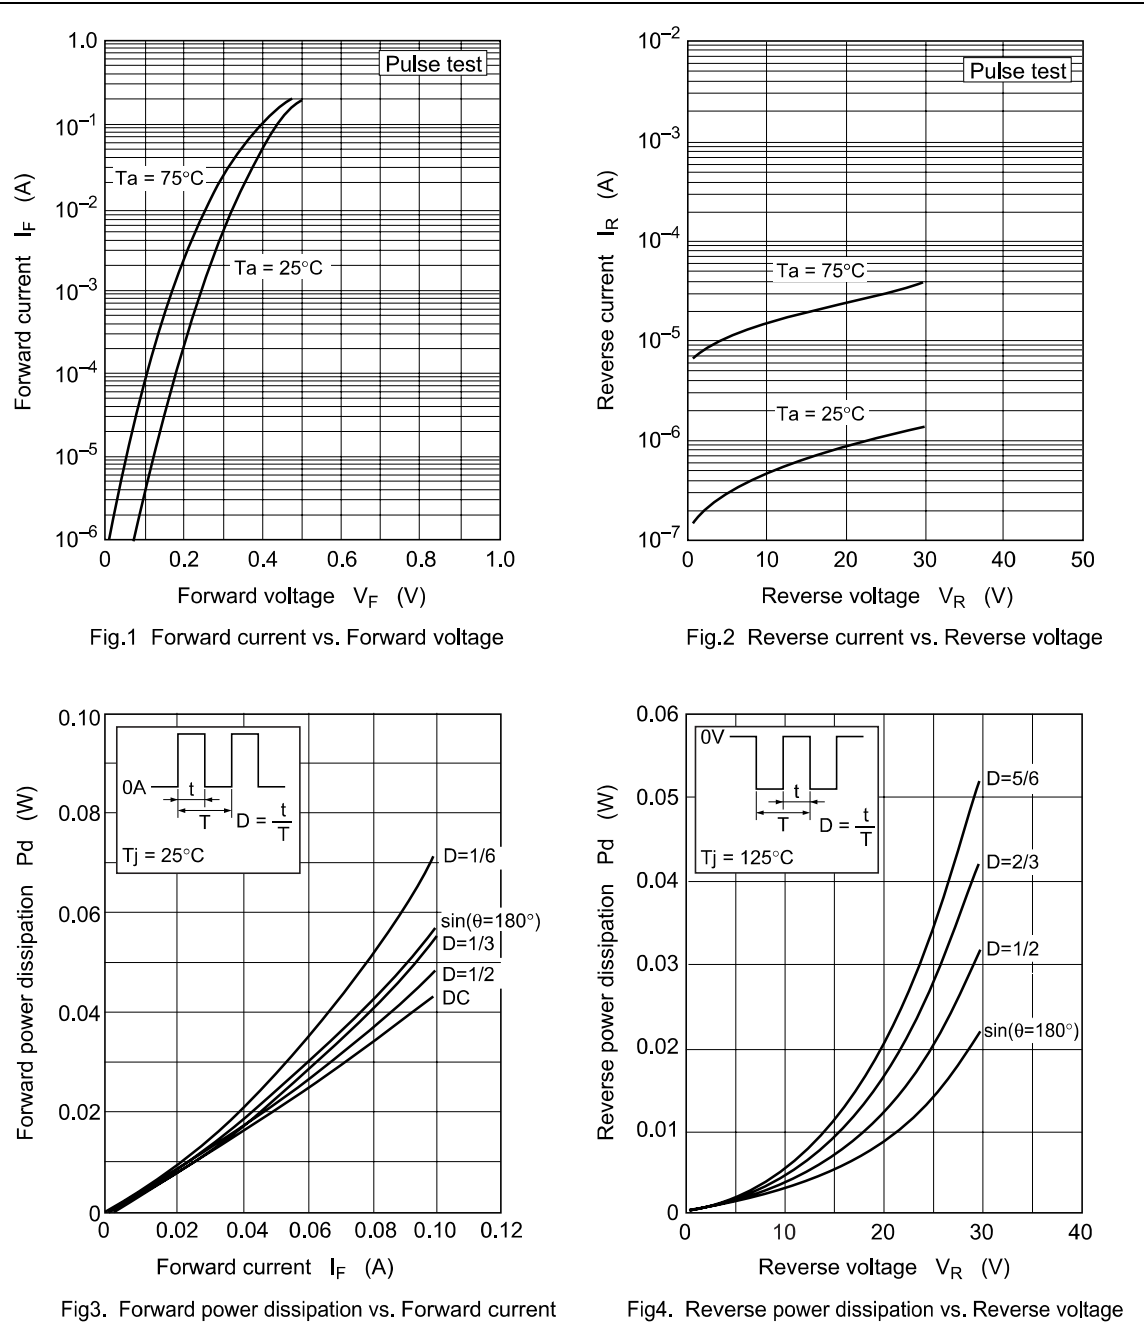 1.0
10–1
10–2
10–3
10–4
10–5
10–6
Forward current IF (A)
Pulse test
Ta = 75°C
Ta = 25°C
0 0.2 0.4 0.6 0.8 1.0
Forward voltage VF (V)
Fig.1 Forward current vs. Forward voltage
10–2
10–3
10–4
10–5
10–6
10–7
Reverse current IR (A)
Pulse test
Ta = 75°C
Ta = 25°C
0 10 20 30 40 50
Reverse voltage VR (V)
Fig.2 Reverse current vs. Reverse voltage
0.10
0.08
0.06
0.04
0.02
0
Forward power dissipation Pd (W)
0A
t
T
D = t/T
Tj = 25°C
D=1/6
sin(θ=180°)
D=1/3
D=1/2
DC
0 0.02 0.04 0.06 0.08 0.10 0.12
Forward current IF (A)
Fig3. Forward power dissipation vs. Forward current
0.06
0.05
0.04
0.03
0.02
0.01
0
Reverse power dissipation Pd (W)
0V
t
T
D = t/T
Tj = 125°C
D=5/6
D=2/3
D=1/2
sin(θ=180°)
0 10 20 30 40
Reverse voltage VR (V)
Fig4. Reverse power dissipation vs. Reverse voltage